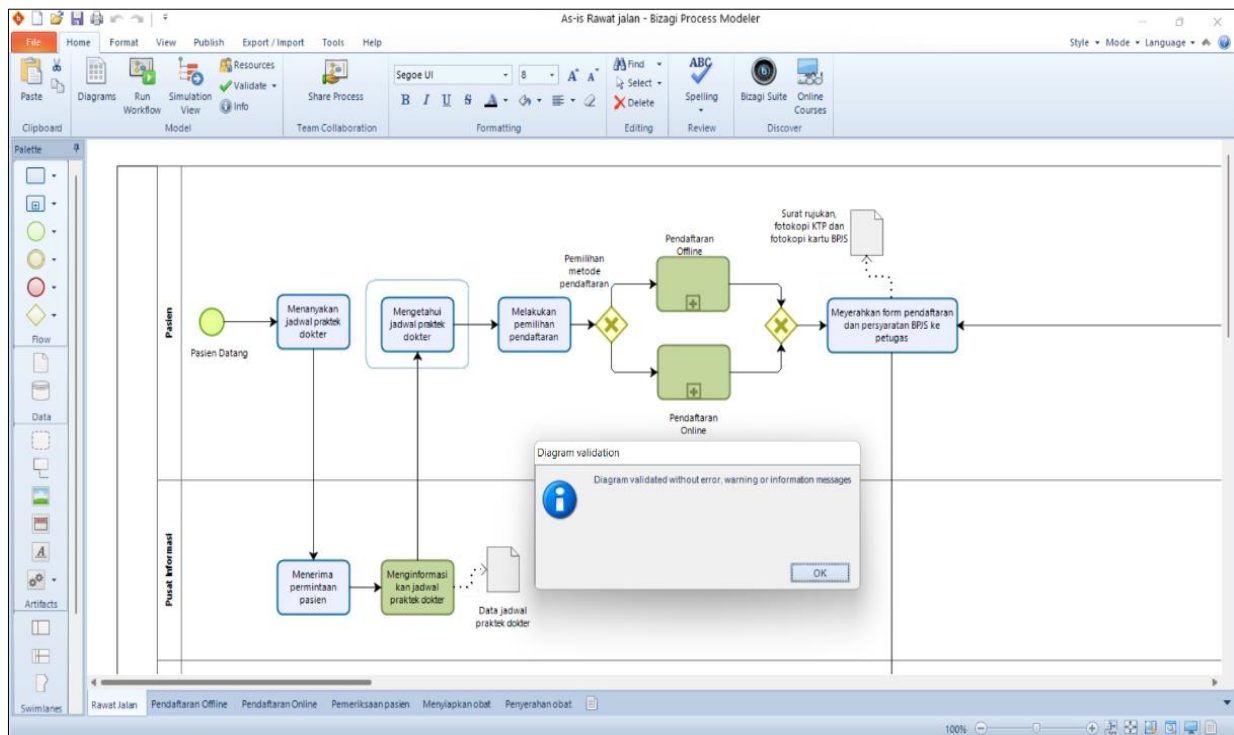 As-is Rawat jalan - Bizagi Process Modeler
File Home Format View Publish Export / Import Tools Help
Style Mode Language
Paste
Clipboard
Diagrams
Run
Workflow
Simulation
View
Resources
Validate
Info
Model
Share Process
Team Collaboration
Segoe UI 8 A A
B I U S A
Formatting
Find
Select
Delete
Editing
ABC
Spelling
Review
Bizagi Suite
Online
Courses
Discover
Palette
Flow
Data
A
Artifacts
Swimlanes
Pasien
Pasien Datang
Menanyakan
jadwal praktek
dokter
Mengetahui
jadwal praktek
dokter
Melakukan
pemilihan
pendaftaran
Pemilihan
metode
pendaftaran
Pendaftaran
Offline
Pendaftaran
Online
Surat rujukan,
fotokopi KTP dan
fotokopi kartu BPJS
Meyerahkan form pendaftaran
dan persyaratan BPJS ke
petugas
Pusat Informasi
Menerima
permintaan
pasien
Menginformasi
kan jadwal
praktek dokter
Data jadwal
praktek dokter
Diagram validation
Diagram validated without error, warning or information messages
OK
Rawat Jalan Pendaftaran Offline Pendaftaran Online Pemeriksaan pasien Menyiapkan obat Penyerahan obat
100%